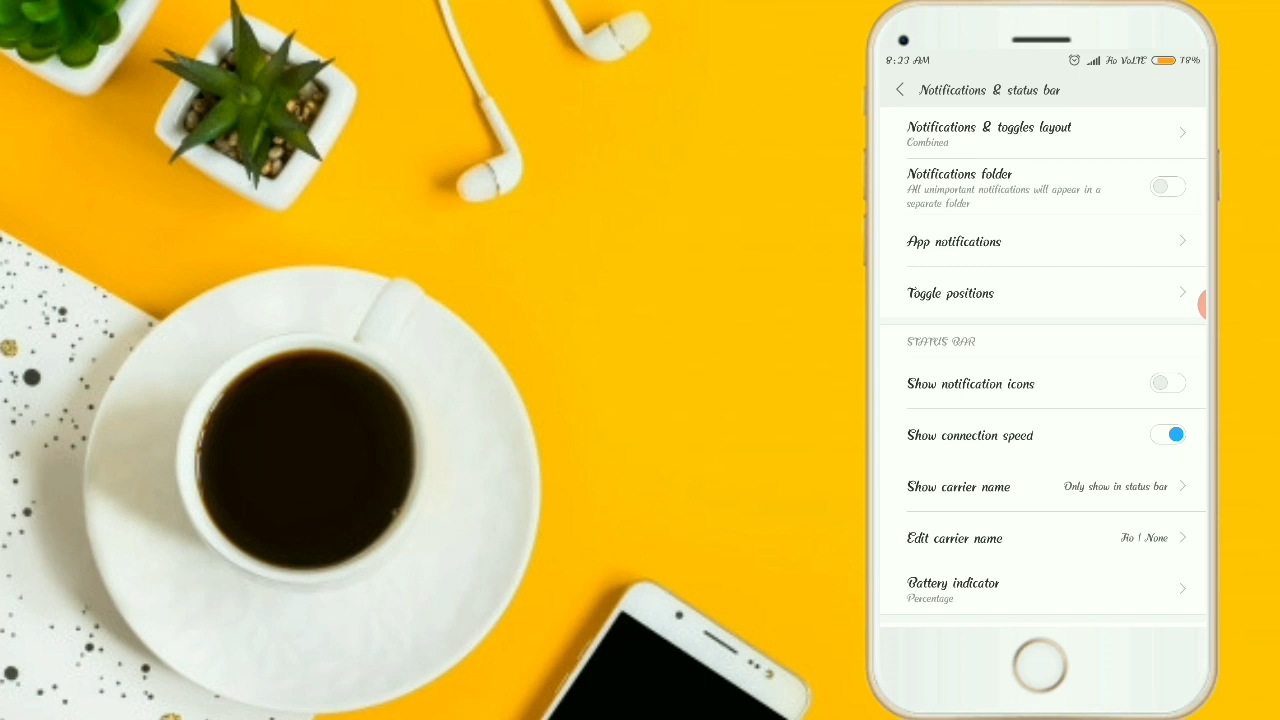 8:23 AM Jio VoLTE 78%
Notifications & status bar
Notifications & toggles layout
Combined
Notifications folder
All unimportant notifications will appear in a
separate folder
App notifications
Toggle positions
STATUS BAR
Show notification icons
Show connection speed
Show carrier name Only show in status bar
Edit carrier name Jio | None
Battery indicator
Percentage